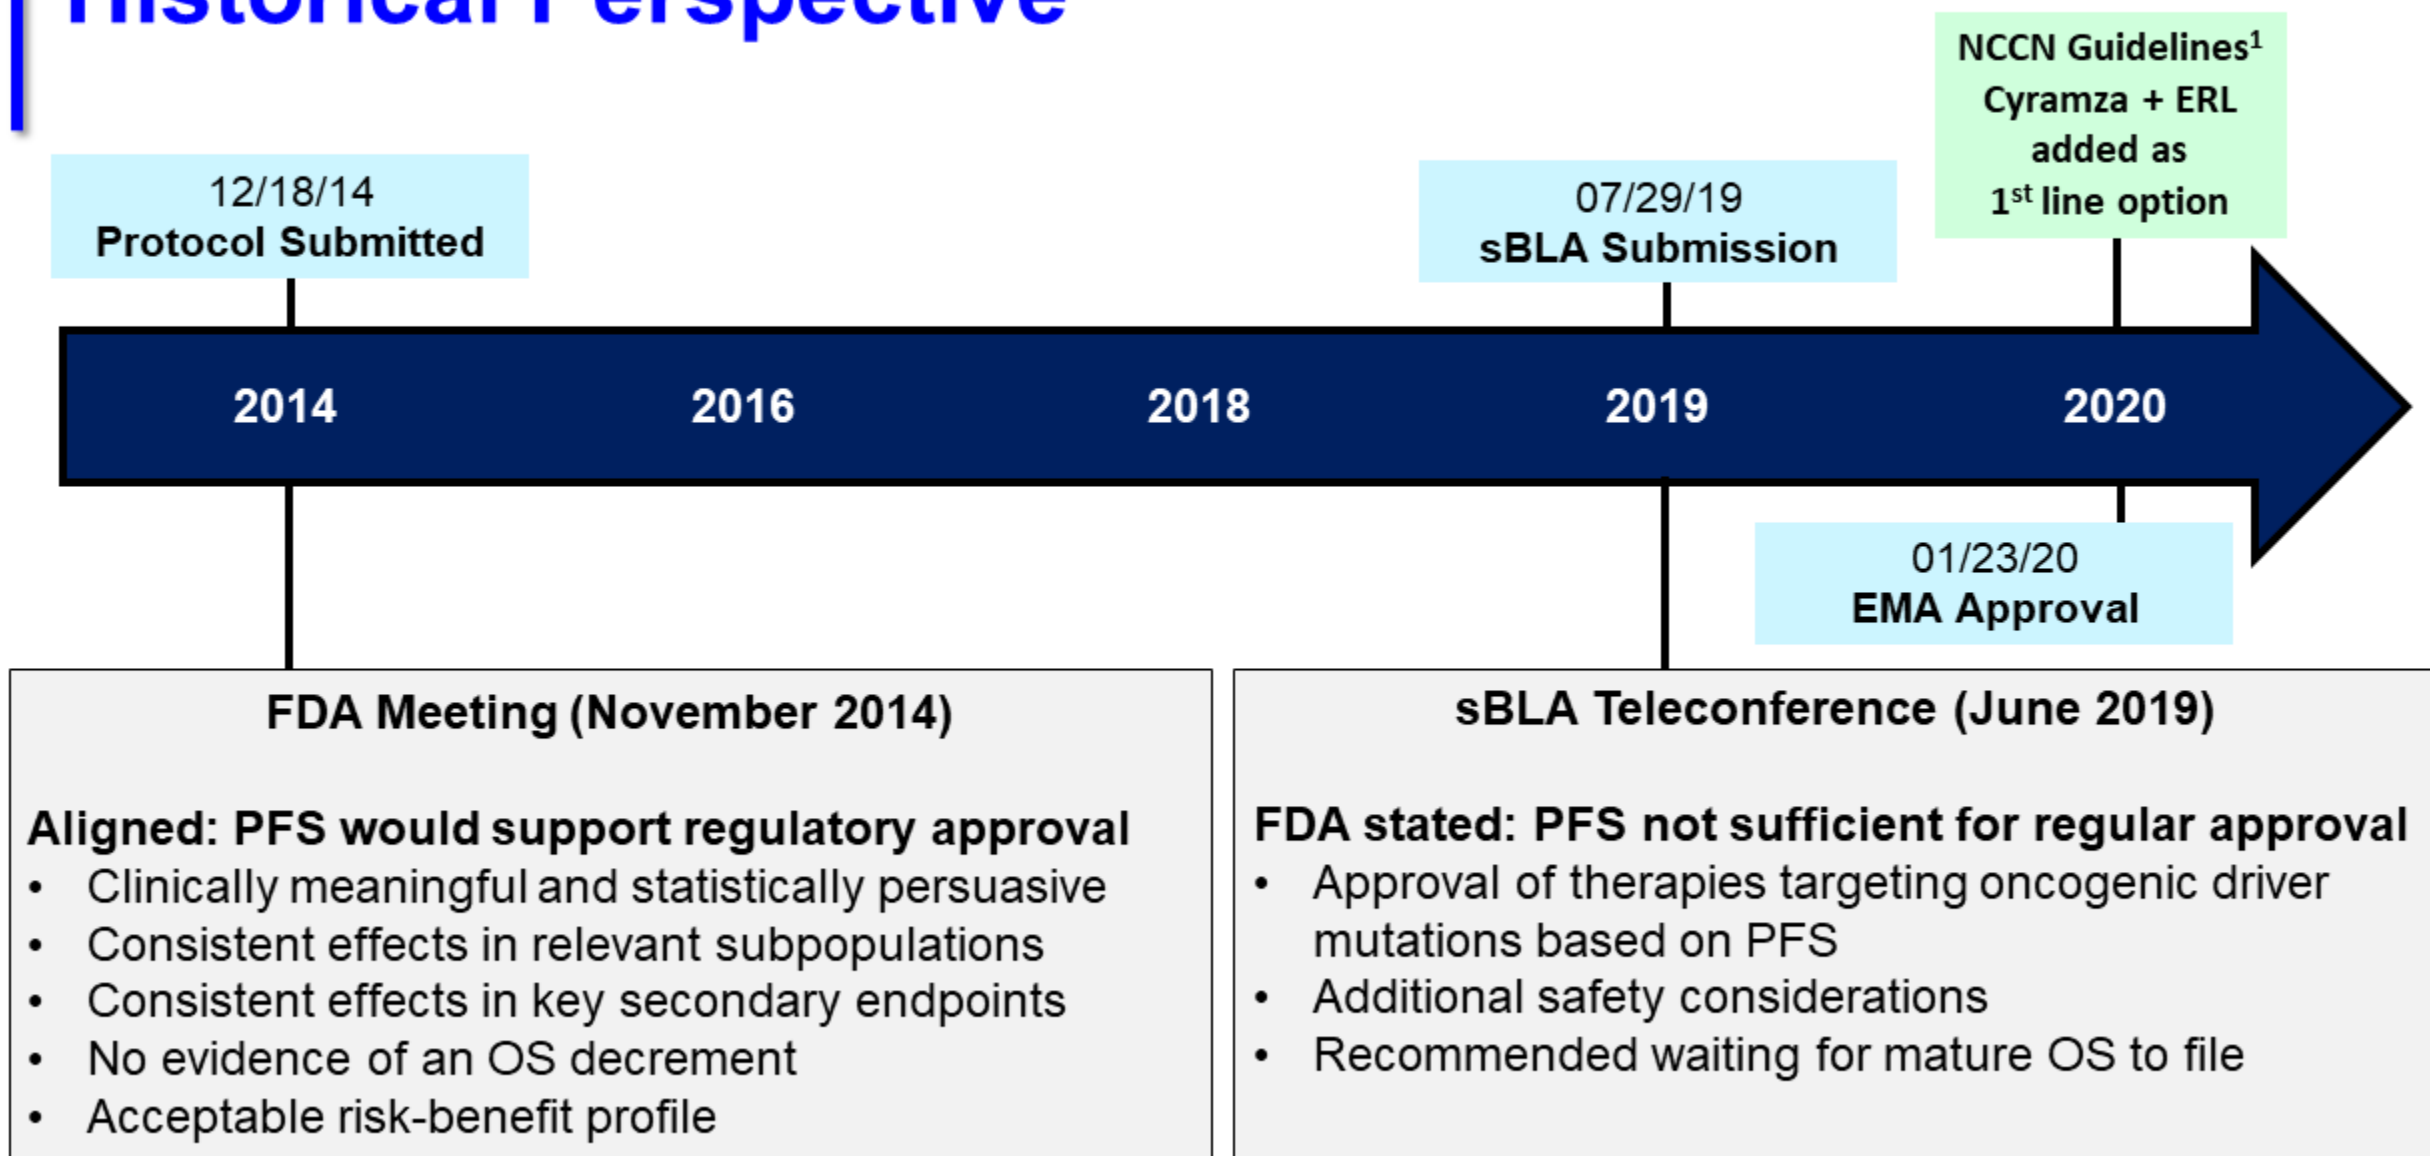 Historical Perspective
NCCN Guidelines¹
Cyramza + ERL
added as
1st line option
12/18/14
Protocol Submitted
07/29/19
sBLA Submission
2014
2016
2018
2019
2020
01/23/20
EMA Approval
FDA Meeting (November 2014)
Aligned: PFS would support regulatory approval
• Clinically meaningful and statistically persuasive
• Consistent effects in relevant subpopulations
• Consistent effects in key secondary endpoints
• No evidence of an OS decrement
• Acceptable risk-benefit profile
sBLA Teleconference (June 2019)
FDA stated: PFS not sufficient for regular approval
• Approval of therapies targeting oncogenic driver
mutations based on PFS
• Additional safety considerations
• Recommended waiting for mature OS to file